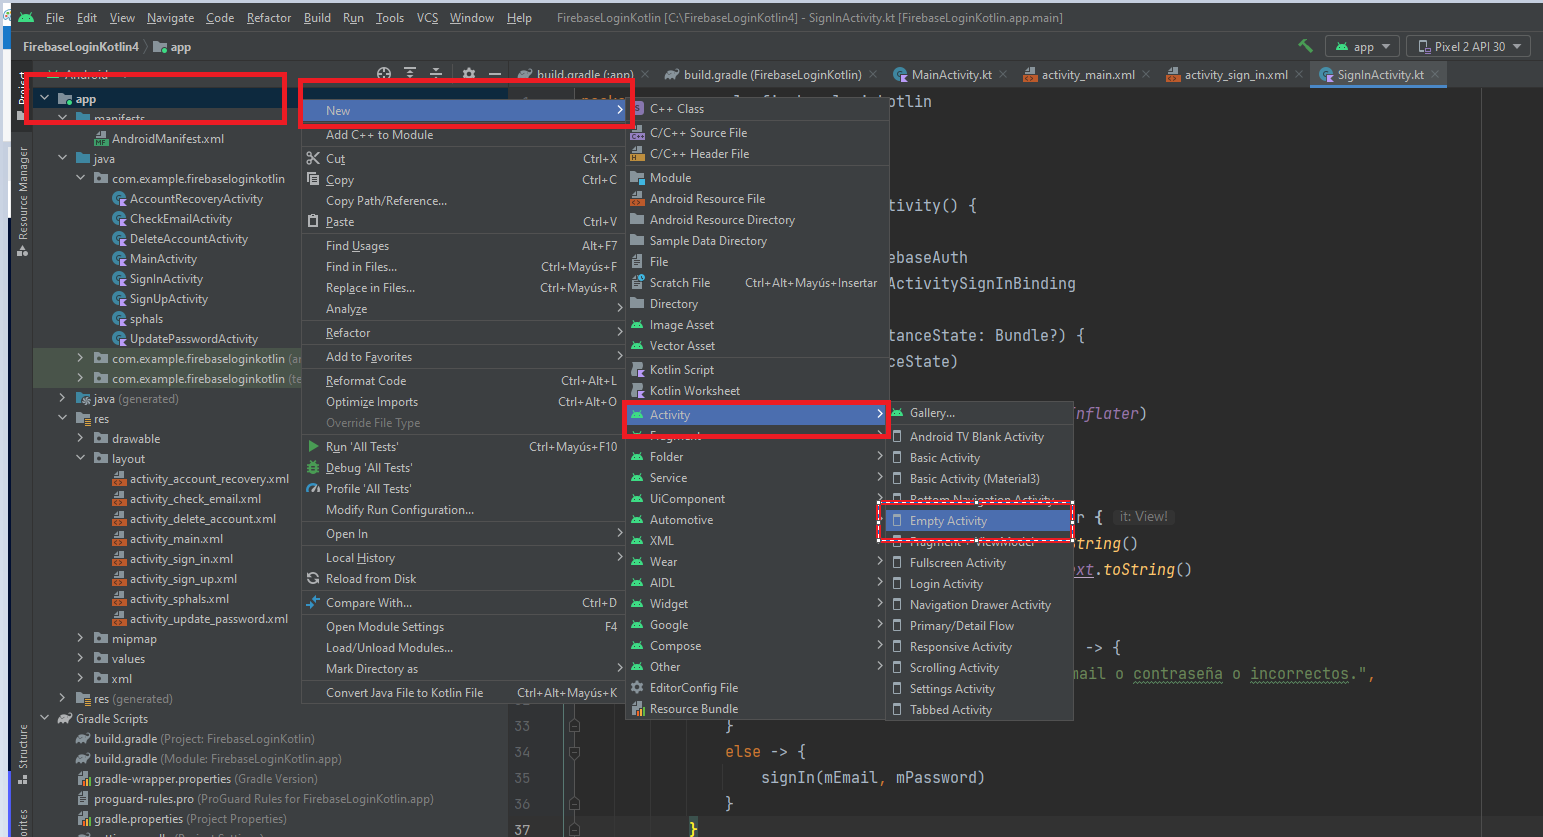 File Edit View Navigate Code Refactor Build Run Tools VCS Window Help FirebaseLoginKotlin [C:\FirebaseLoginKotlin4] - SignInActivity.kt [FirebaseLoginKotlin.app.main]
FirebaseLoginKotlin4 app
app Pixel 2 API 30
Android
build.gradle (:app) build.gradle (FirebaseLoginKotlin) MainActivity.kt activity_main.xml activity_sign_in.xml SignInActivity.kt
Resource Manager
Structure
app
manifests
AndroidManifest.xml
java
com.example.firebaseloginkotlin
AccountRecoveryActivity
CheckEmailActivity
DeleteAccountActivity
MainActivity
SignInActivity
SignUpActivity
sphals
UpdatePasswordActivity
com.example.firebaseloginkotlin
com.example.firebaseloginkotlin
java (generated)
res
drawable
layout
activity_account_recovery.xml
activity_check_email.xml
activity_delete_account.xml
activity_main.xml
activity_sign_in.xml
activity_sign_up.xml
activity_sphals.xml
activity_update_password.xml
mipmap
values
xml
res (generated)
Gradle Scripts
build.gradle (Project: FirebaseLoginKotlin)
build.gradle (Module: FirebaseLoginKotlin.app)
gradle-wrapper.properties (Gradle Version)
proguard-rules.pro (ProGuard Rules for FirebaseLoginKotlin.app)
gradle.properties (Project Properties)
New
Add C++ to Module
Cut Ctrl+X
Copy Ctrl+C
Copy Path/Reference...
Paste Ctrl+V
Find Usages Alt+F7
Find in Files... Ctrl+Mayús+F
Replace in Files... Ctrl+Mayús+R
Analyze
Refactor
Add to Favorites
Reformat Code Ctrl+Alt+L
Optimize Imports Ctrl+Alt+O
Override File Type
Run 'All Tests' Ctrl+Mayús+F10
Debug 'All Tests'
Profile 'All Tests'
Modify Run Configuration...
Open In
Local History
Reload from Disk
Compare With... Ctrl+D
Open Module Settings F4
Load/Unload Modules...
Mark Directory as
Convert Java File to Kotlin File Ctrl+Alt+Mayús+K
C++ Class
C/C++ Source File
C/C++ Header File
Module
Android Resource File
Android Resource Directory
Sample Data Directory
File
Scratch File Ctrl+Alt+Mayús+Insertar
Directory
Image Asset
Vector Asset
Kotlin Script
Kotlin Worksheet
Activity
Fragment
Folder
Service
UiComponent
Automotive
XML
Wear
AIDL
Widget
Google
Compose
Other
EditorConfig File
Resource Bundle
Gallery...
Android TV Blank Activity
Basic Activity
Basic Activity (Material3)
Bottom Navigation Activity
Empty Activity
Fragment + ViewModel
Fullscreen Activity
Login Activity
Navigation Drawer Activity
Primary/Detail Flow
Responsive Activity
Scrolling Activity
Settings Activity
Tabbed Activity
tivity() {
ebaseAuth
ActivitySignInBinding
tanceState: Bundle?) {
ceState)
nflater)
r { it: View!
tring()
ext.toString()
-> {
mail o contraseña o incorrectos.",
33 }
34 else -> {
35 signIn(mEmail, mPassword)
36 }
37 }